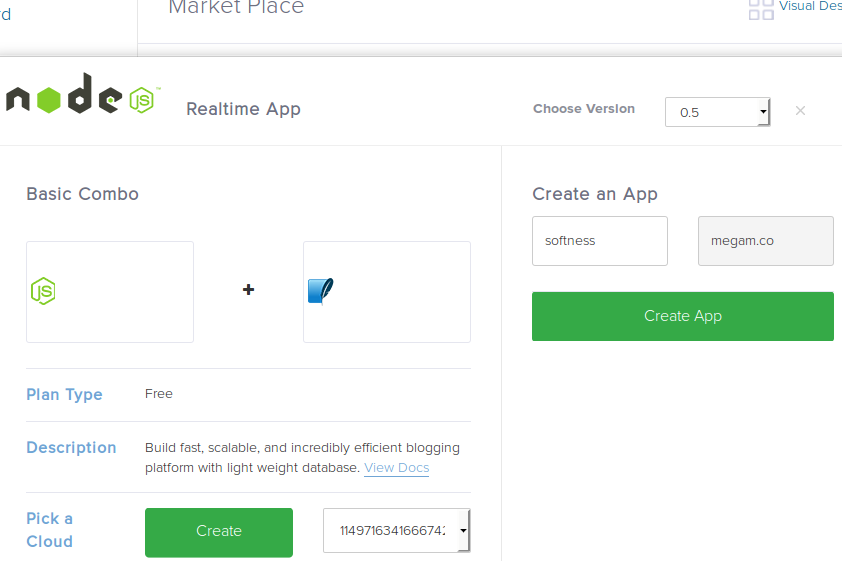 Market Place
Visual Des
node JS ™
Realtime App
Choose Version
0.5
×
Basic Combo
JS
+
Plan Type
Free
Description
Build fast, scalable, and incredibly efficient blogging
platform with light weight database. View Docs
Pick a
Cloud
Create
Create an App
softness
megam.co
Create App